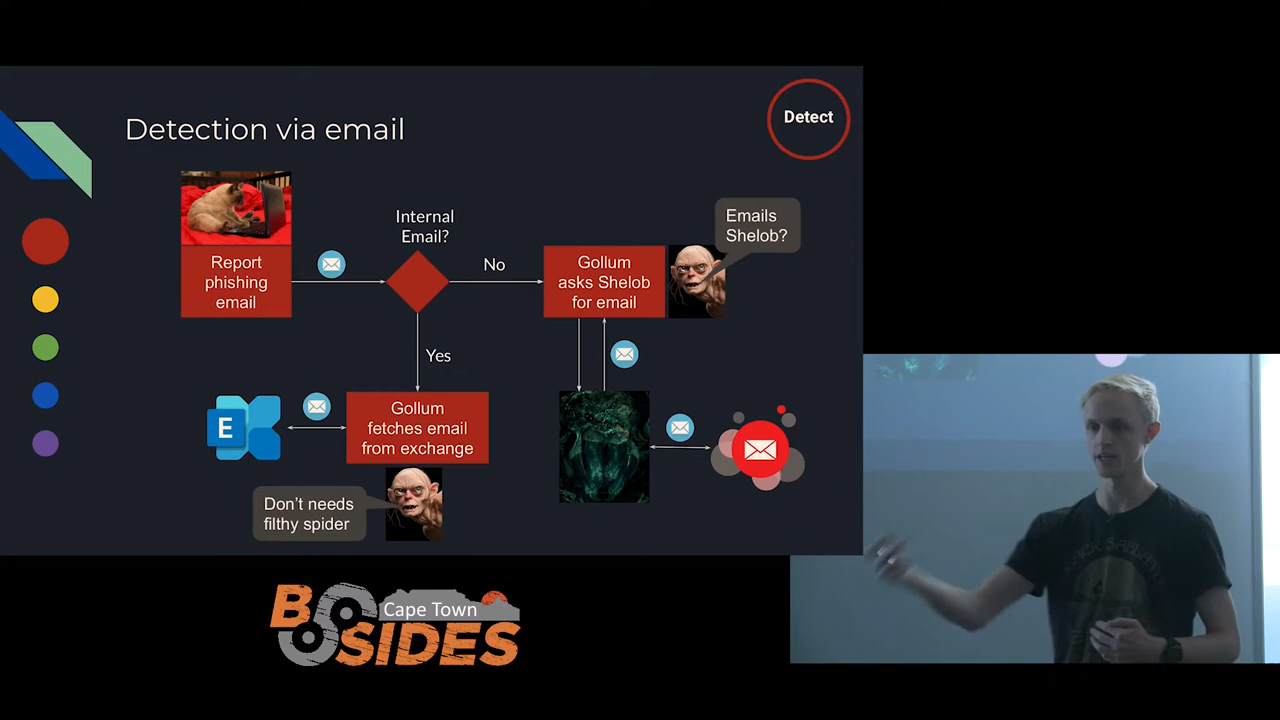 Detect
Detection via email
Emails
Shelob?
Internal
Email?
Report
phishing
email
No
Gollum
asks Shelob
for email
Yes
E
Gollum
fetches email
from exchange
Don't needs
filthy spider
B
Cape Town
SIDES